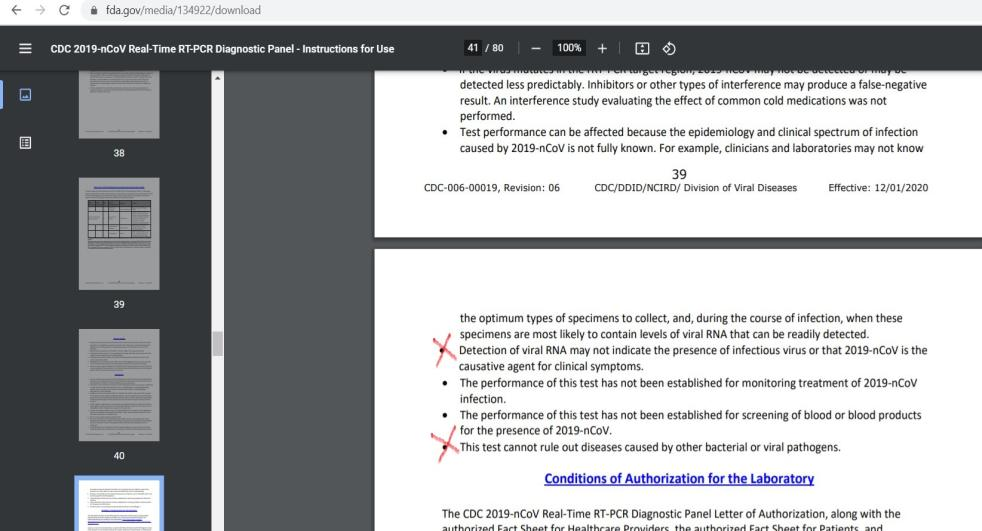 fda.gov/media/134922/download
CDC 2019-nCoV Real-Time RT-PCR Diagnostic Panel - Instructions for Use
41 / 80
100%
38
39
40
If the virus mutates in the rRT-PCR target region, 2019-nCoV may not be detected or may be
detected less predictably. Inhibitors or other types of interference may produce a false-negative
result. An interference study evaluating the effect of common cold medications was not
performed.
Test performance can be affected because the epidemiology and clinical spectrum of infection
caused by 2019-nCoV is not fully known. For example, clinicians and laboratories may not know
39
CDC-006-00019, Revision: 06 CDC/DDID/NCIRD/ Division of Viral Diseases Effective: 12/01/2020
the optimum types of specimens to collect, and, during the course of infection, when these
specimens are most likely to contain levels of viral RNA that can be readily detected.
Detection of viral RNA may not indicate the presence of infectious virus or that 2019-nCoV is the
causative agent for clinical symptoms.
The performance of this test has not been established for monitoring treatment of 2019-nCoV
infection.
The performance of this test has not been established for screening of blood or blood products
for the presence of 2019-nCoV.
This test cannot rule out diseases caused by other bacterial or viral pathogens.
Conditions of Authorization for the Laboratory
The CDC 2019-nCoV Real-Time RT-PCR Diagnostic Panel Letter of Authorization, along with the
authorized Fact Sheet for Healthcare Providers, the authorized Fact Sheet for Patients, and